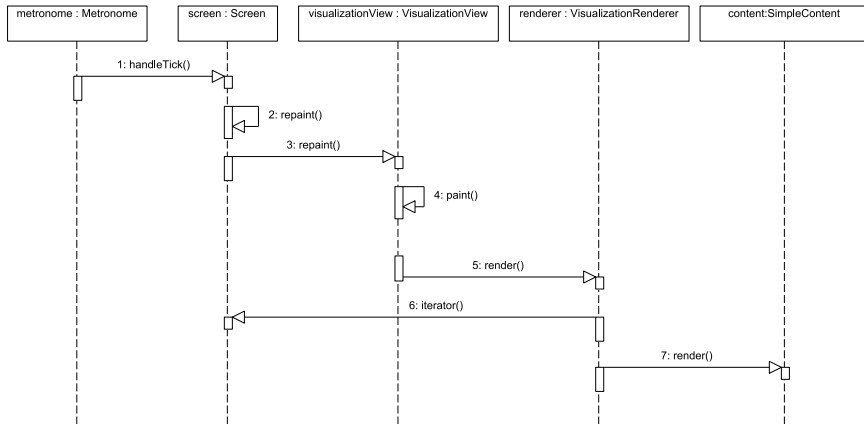 metronome : Metronome
screen : Screen
visualizationView : VisualizationView
renderer : VisualizationRenderer
content:SimpleContent
1: handleTick()
2: repaint()
3: repaint()
4: paint()
5: render()
6: iterator()
7: render()